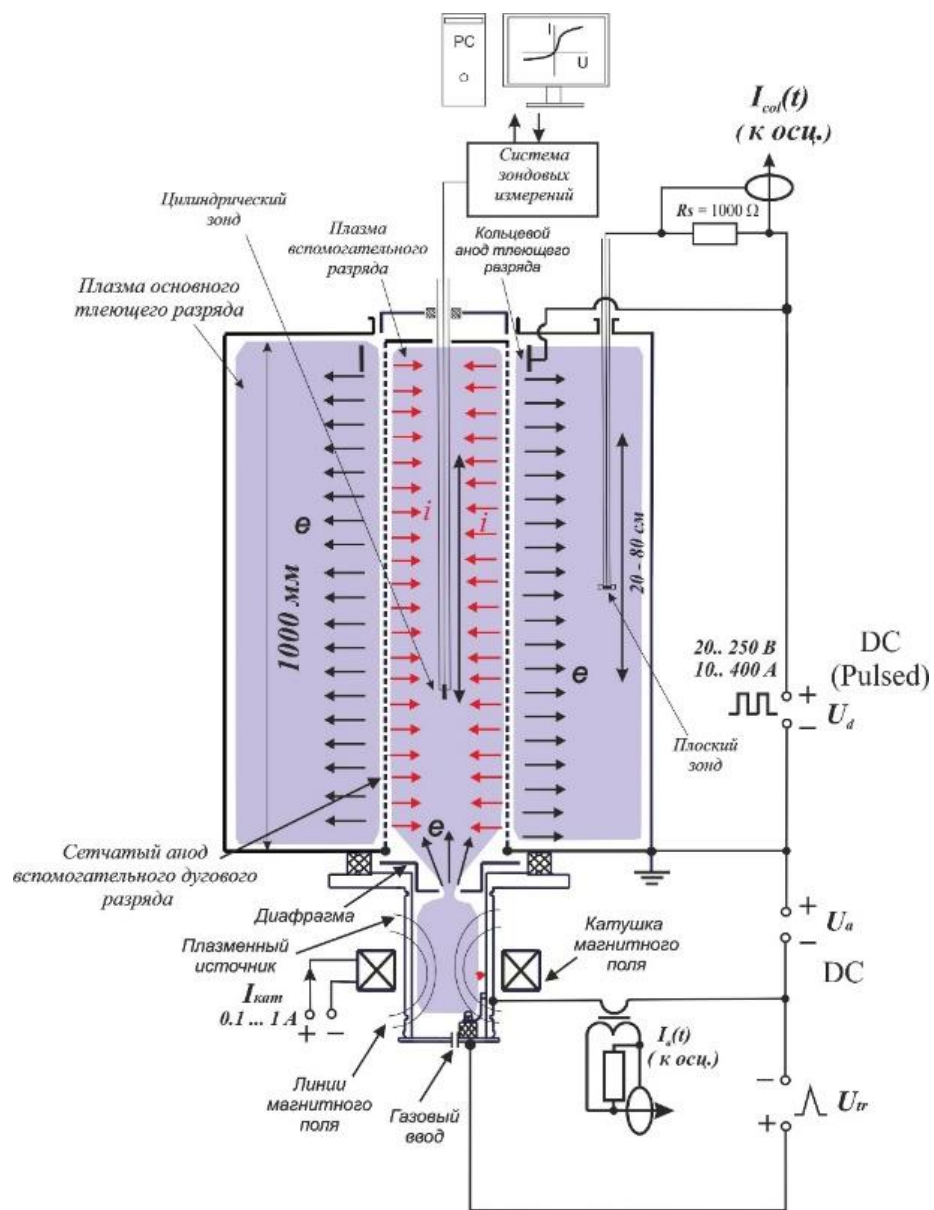 PC
I
U
I_col(t)
( к осц.)
Система
зондовых
измерений
Rs = 1000 Ω
Цилиндрический
зонд
Плазма
вспомогательного
разряда
Кольцевой
анод тлеющего
разряда
Плазма основного
тлеющего разряда
i
i
e
1000 мм
20 - 80 см
e
20.. 250 В
10.. 400 А
DC
(Pulsed)
+
−
U_d
Плоский
зонд
e
Сетчатый анод
вспомогательного дугового
разряда
Диафрагма
Плазменный
источник
Катушка
магнитного
поля
+
−
U_a
DC
I_кат
0.1 ... 1 А
+ −
I_a(t)
( к осц.)
−
+
U_tr
Линии
магнитного
поля
Газовый
ввод